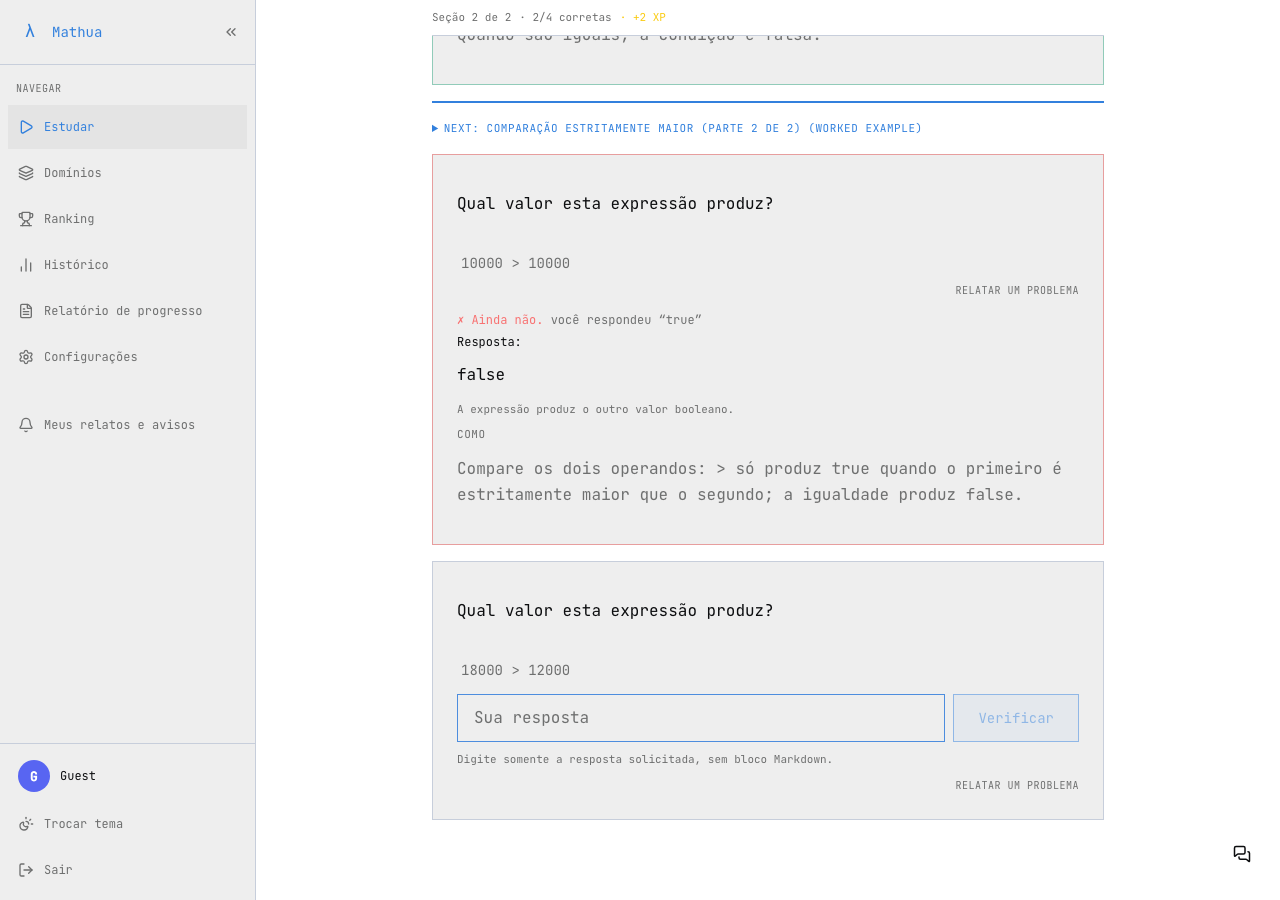 λ Mathua
NAVEGAR
Estudar
Domínios
Ranking
Histórico
Relatório de progresso
Configurações
Meus relatos e avisos
G Guest
Trocar tema
Sair
Seção 2 de 2 · 2/4 corretas · +2 XP
Quando são iguais, a condição é falsa.
NEXT: COMPARAÇÃO ESTRITAMENTE MAIOR (PARTE 2 DE 2) (WORKED EXAMPLE)
Qual valor esta expressão produz?
10000 > 10000
RELATAR UM PROBLEMA
✗ Ainda não. você respondeu “true”
Resposta:
false
A expressão produz o outro valor booleano.
COMO
Compare os dois operandos: > só produz true quando o primeiro é
estritamente maior que o segundo; a igualdade produz false.
Qual valor esta expressão produz?
18000 > 12000
Sua resposta
Verificar
Digite somente a resposta solicitada, sem bloco Markdown.
RELATAR UM PROBLEMA